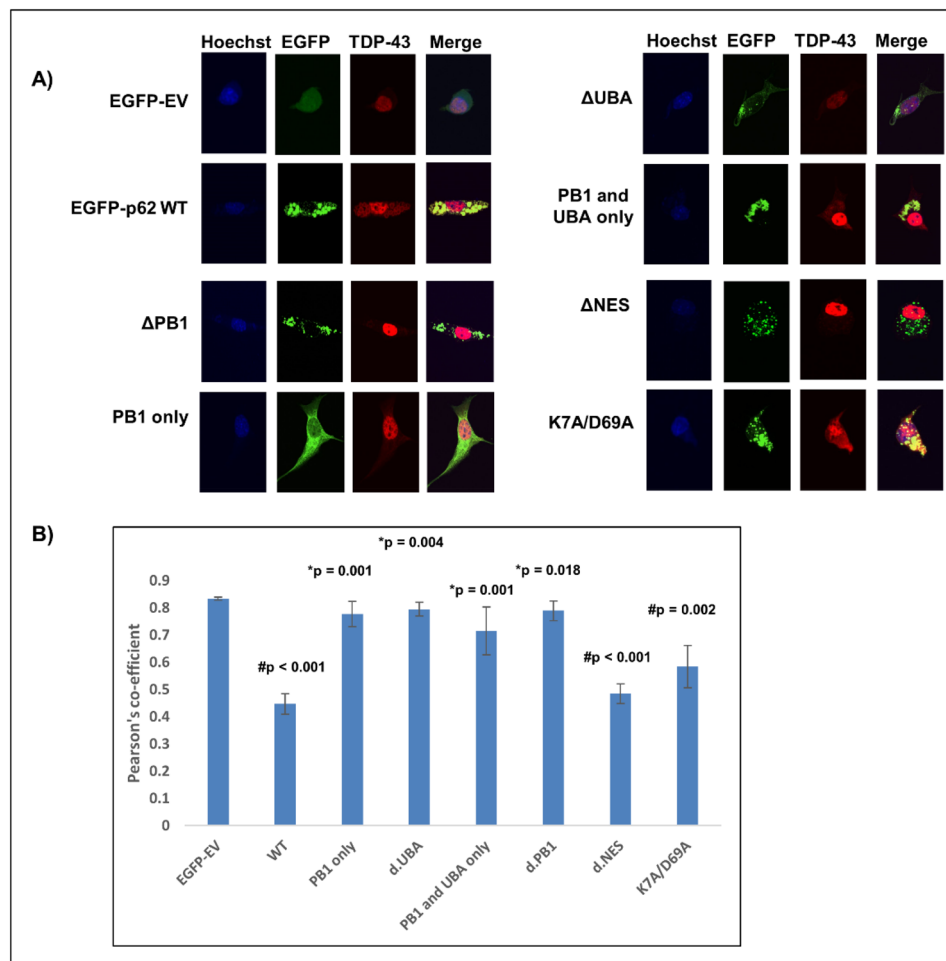 A)
Hoechst EGFP TDP-43 Merge
EGFP-EV
EGFP-p62 WT
ΔPB1
PB1 only
Hoechst EGFP TDP-43 Merge
ΔUBA
PB1 and
UBA only
ΔNES
K7A/D69A
B)
*p = 0.004
*p = 0.001
*p = 0.018
*p = 0.001
#p = 0.002
#p < 0.001
#p < 0.001
Pearson's co-efficient
0.9
0.8
0.7
0.6
0.5
0.4
0.3
0.2
0.1
0
EGFP-EV
WT
PB1 only
d.UBA
PB1 and UBA only
d.PB1
d.NES
K7A/D69A